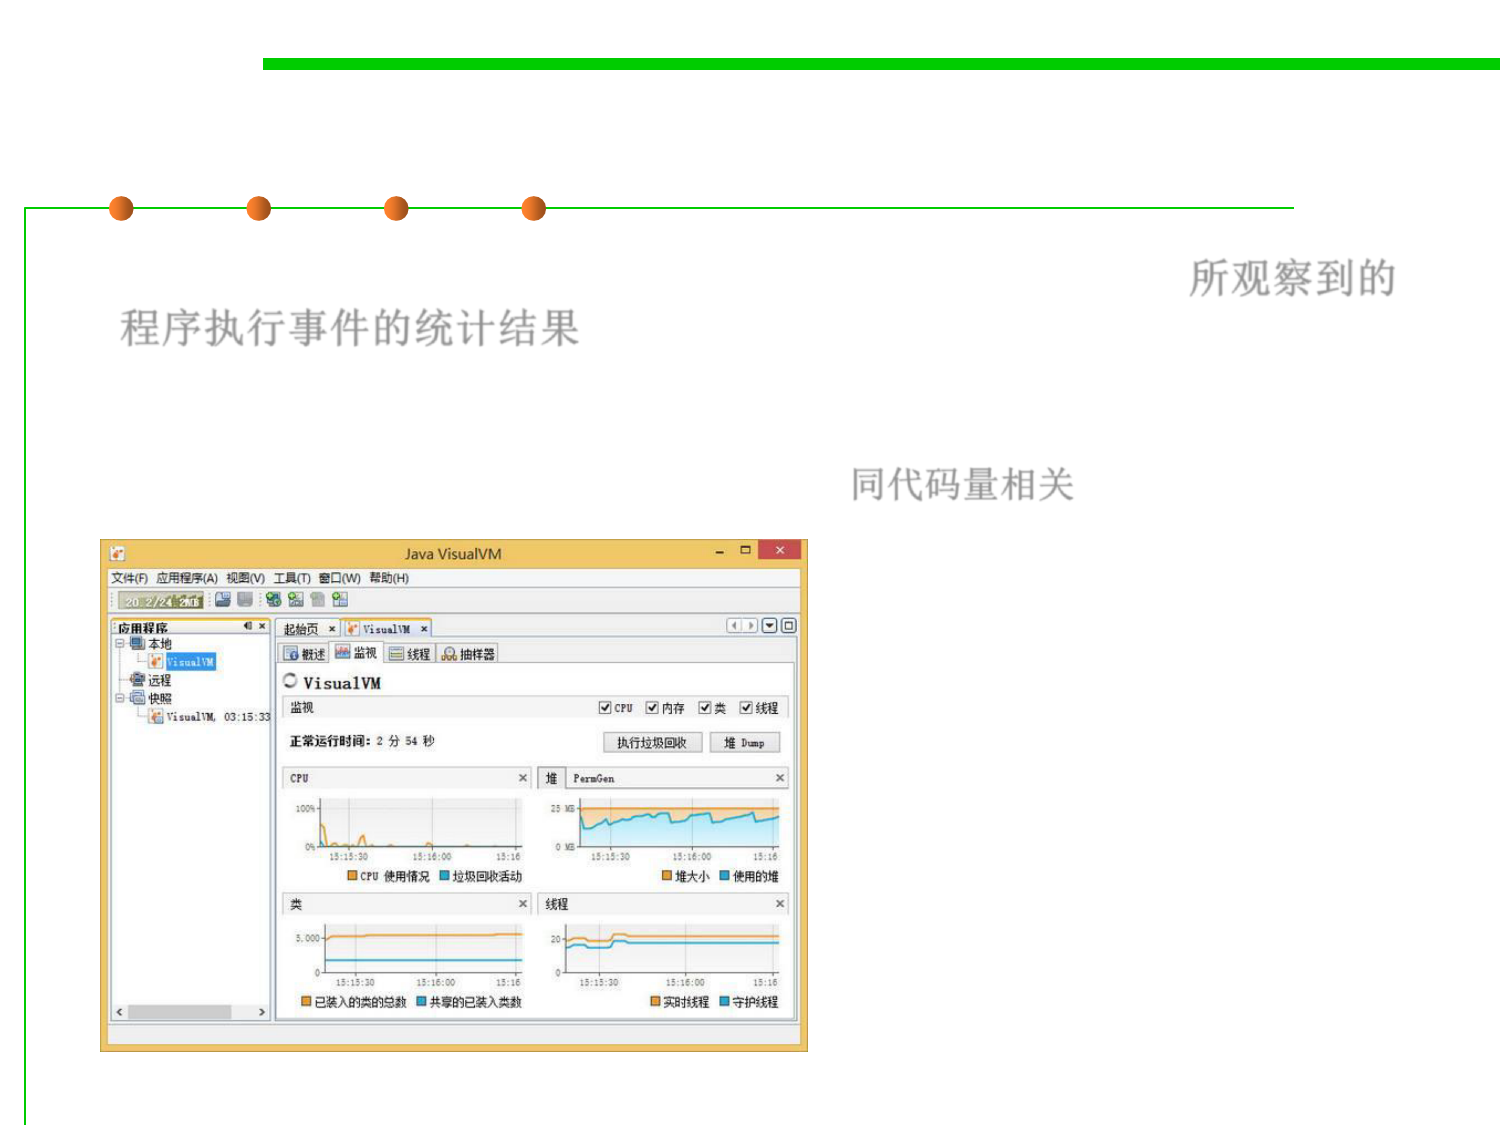 所观察到的
程序执行事件的统计结果
同代码量相关
Java VisualVM
文件(F) 应用程序(A) 视图(V) 工具(T) 窗口(W) 帮助(H)
应用程序
本地
VisualVM
远程
快照
VisualVM, 03:15:33
起始页 VisualVM
概述 监视 线程 抽样器
VisualVM
监视 CPU 内存 类 线程
正常运行时间: 2 分 54 秒 执行垃圾回收 堆 Dump
CPU
100%
0%
15:15:30 15:16:00 15:16
CPU 使用情况 垃圾回收活动
堆 PermGen
25 MB
0 MB
15:15:30 15:16:00 15:16
堆大小 使用的堆
类
5.000
0
15:15:30 15:16:00 15:16
已装入的类的总数 共享的已装入类数
线程
20
0
15:15:30 15:16:00 15:16
实时线程 守护线程